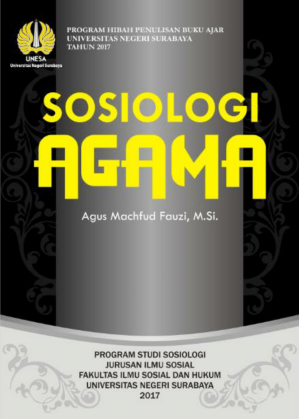 PROGRAM HIBAH PENULISAN BUKU AJAR
UNIVERSITAS NEGERI SURABAYA
TAHUN 2017
UNESA
Universitas Negeri Surabaya
SOSIOLOGI
AGAMA
Agus Machfud Fauzi, M.Si.
PROGRAM STUDI SOSIOLOGI
JURUSAN ILMU SOSIAL
FAKULTAS ILMU SOSIAL DAN HUKUM
UNIVERSITAS NEGERI SURABAYA
2017